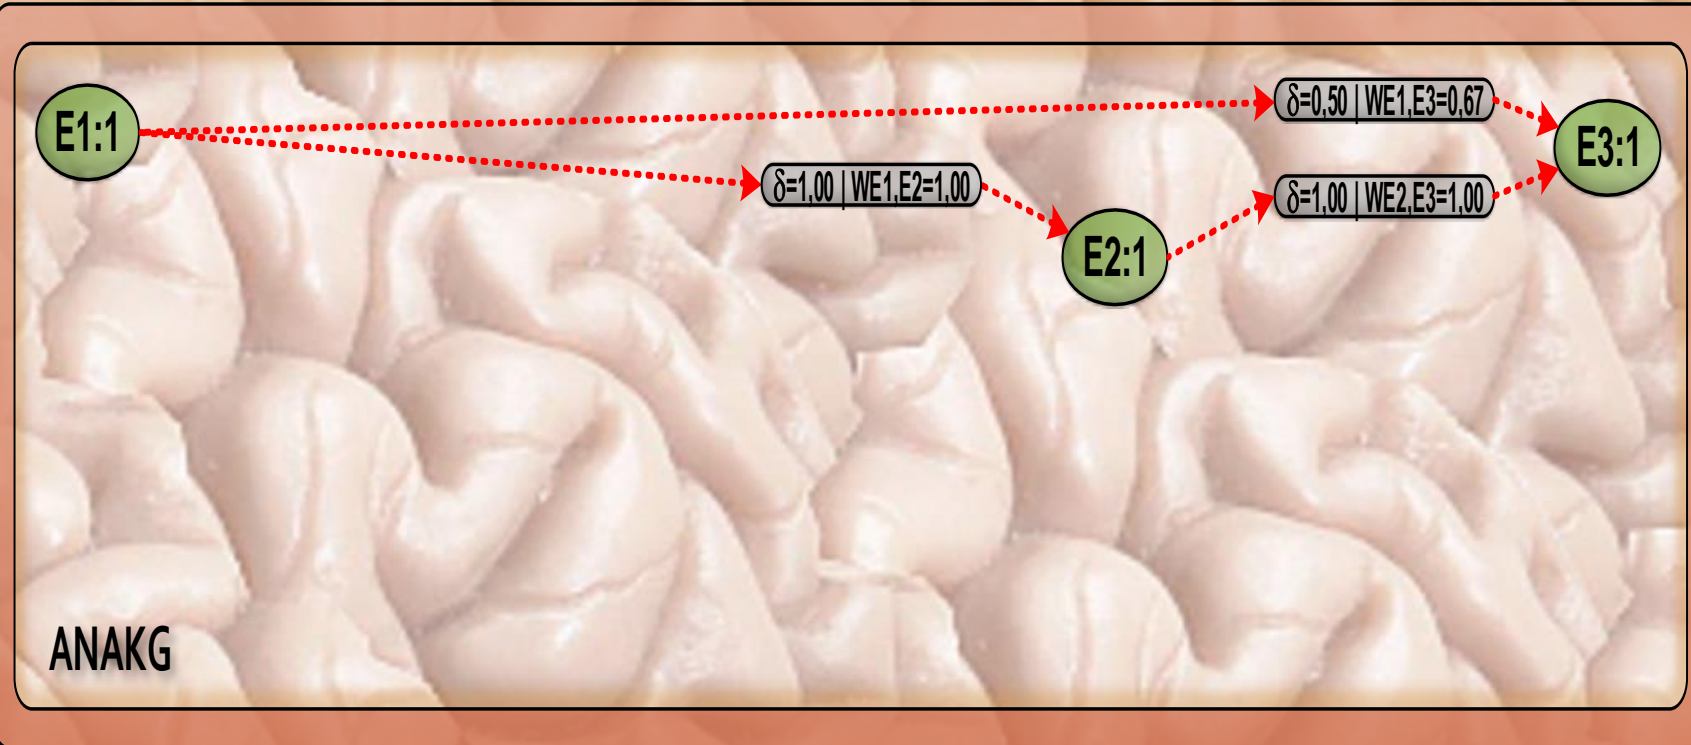 E1:1
δ=0,50 | WE1,E3=0,67
E3:1
δ=1,00 | WE1,E2=1,00
δ=1,00 | WE2,E3=1,00
E2:1
ANAKG